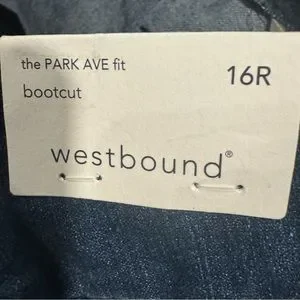 the PARK AVE fit
16R
bootcut
westbound®